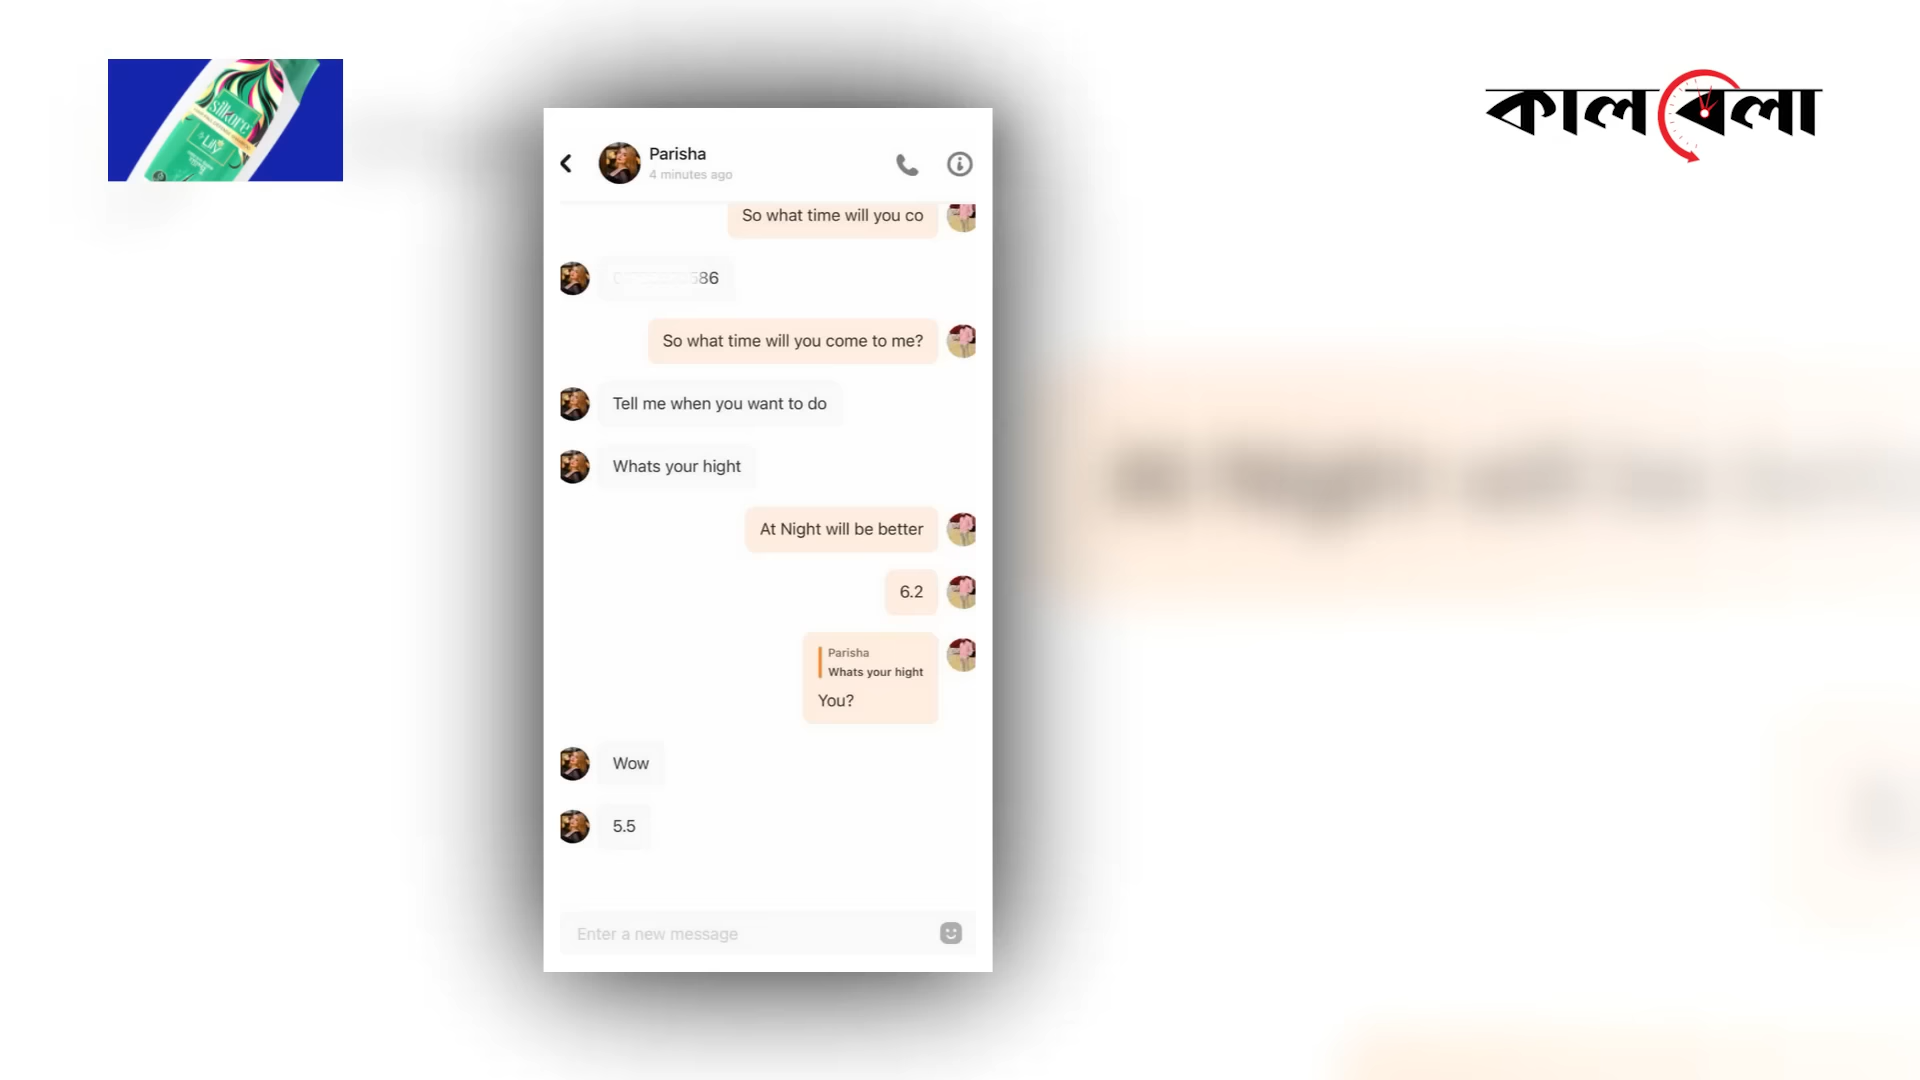 Silkore
Lily
কালবেলা
Parisha
4 minutes ago
So what time will you co
586
So what time will you come to me?
Tell me when you want to do
Whats your hight
At Night will be better
6.2
Parisha
Whats your hight
You?
Wow
5.5
Enter a new message